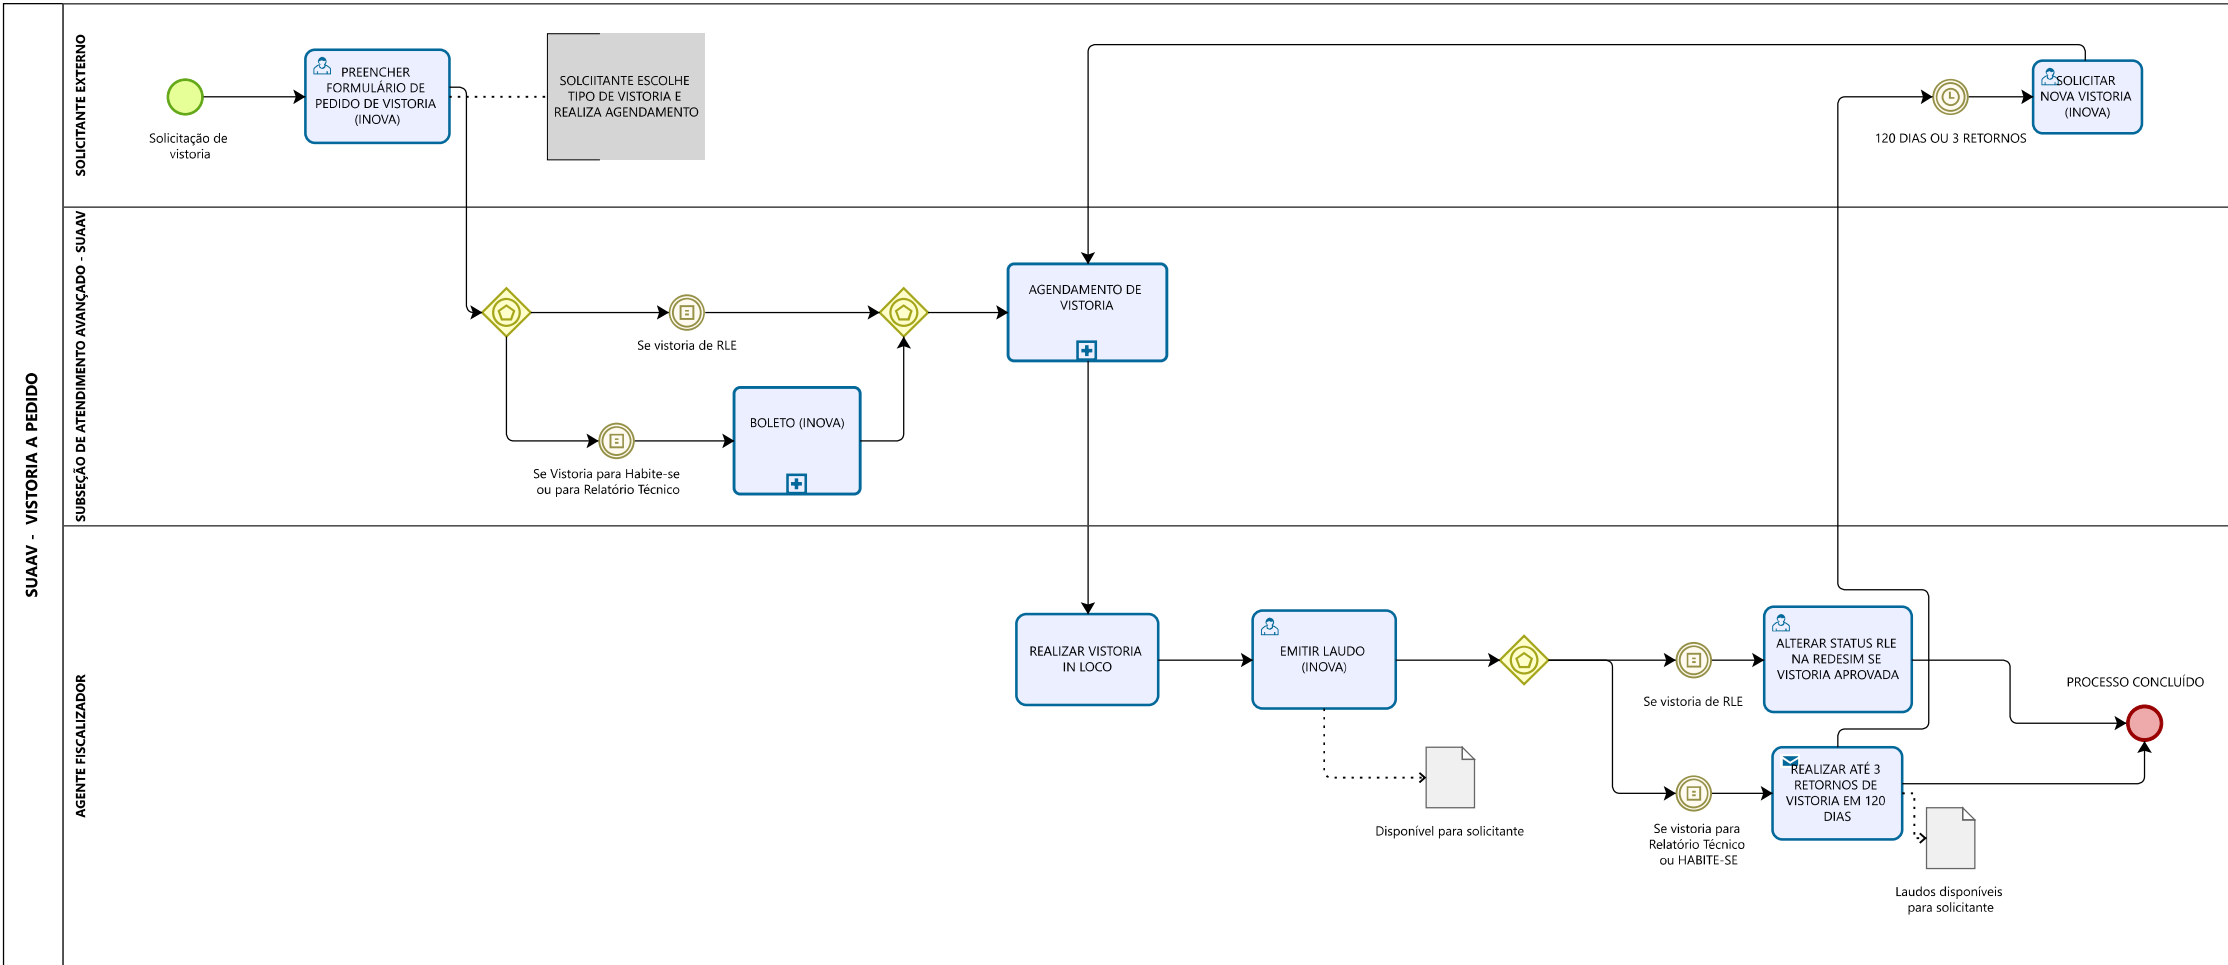 SUAAV -  VISTORIA A PEDIDO
SOLICITANTE EXTERNO
Solicitação de
vistoria
PREENCHER
FORMULÁRIO DE
PEDIDO DE VISTORIA
(INOVA)
SOLCIITANTE ESCOLHE
TIPO DE VISTORIA E
REALIZA AGENDAMENTO
120 DIAS OU 3 RETORNOS
SOLICITAR
NOVA VISTORIA
(INOVA)
SUBSEÇÃO DE ATENDIMENTO AVANÇADO - SUAAV
Se vistoria de RLE
Se Vistoria para Habite-se
ou para Relatório Técnico
BOLETO (INOVA)
AGENDAMENTO DE
VISTORIA
AGENTE FISCALIZADOR
REALIZAR VISTORIA
IN LOCO
EMITIR LAUDO
(INOVA)
Disponível para solicitante
Se vistoria de RLE
ALTERAR STATUS RLE
NA REDESIM SE
VISTORIA APROVADA
Se vistoria para
Relatório Técnico
ou HABITE-SE
REALIZAR ATÉ 3
RETORNOS DE
VISTORIA EM 120
DIAS
Laudos disponíveis
para solicitante
PROCESSO CONCLUÍDO